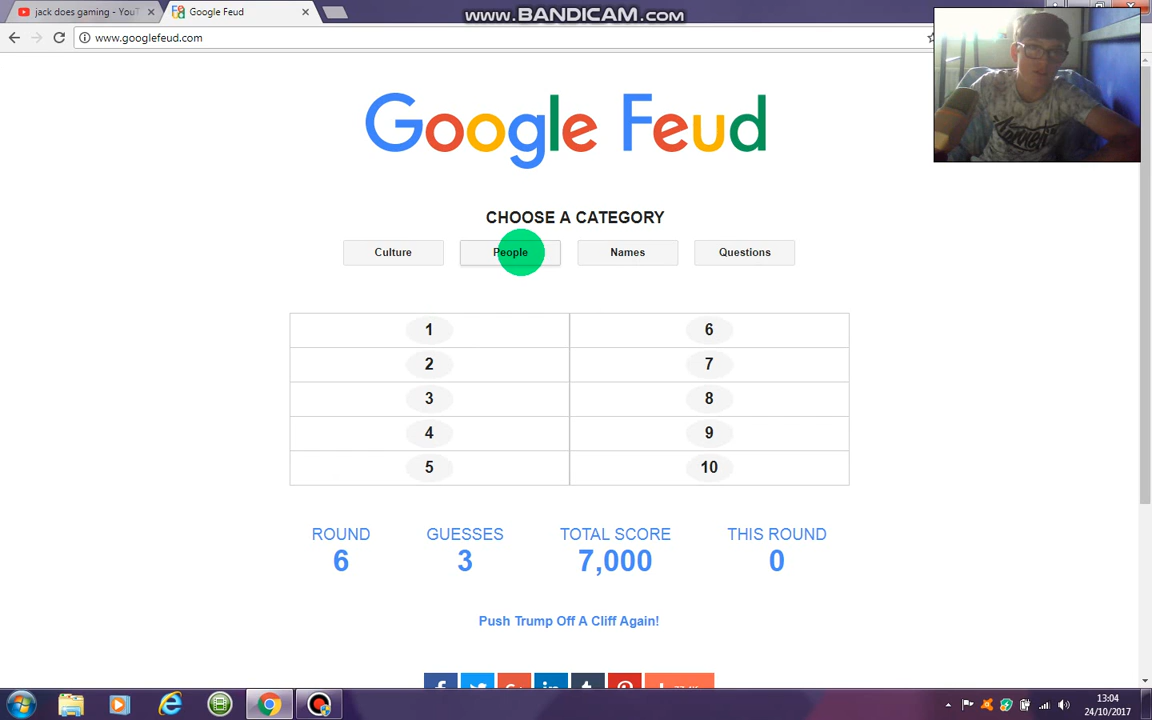 jack does gaming - YouT
Google Feud
www.BANDICAM.com
www.googlefeud.com
Google Feud
CHOOSE A CATEGORY
Culture
People
Names
Questions
1
6
2
7
3
8
4
9
5
10
ROUND
GUESSES
TOTAL SCORE
THIS ROUND
6
3
7,000
0
Push Trump Off A Cliff Again!
13:04
24/10/2017